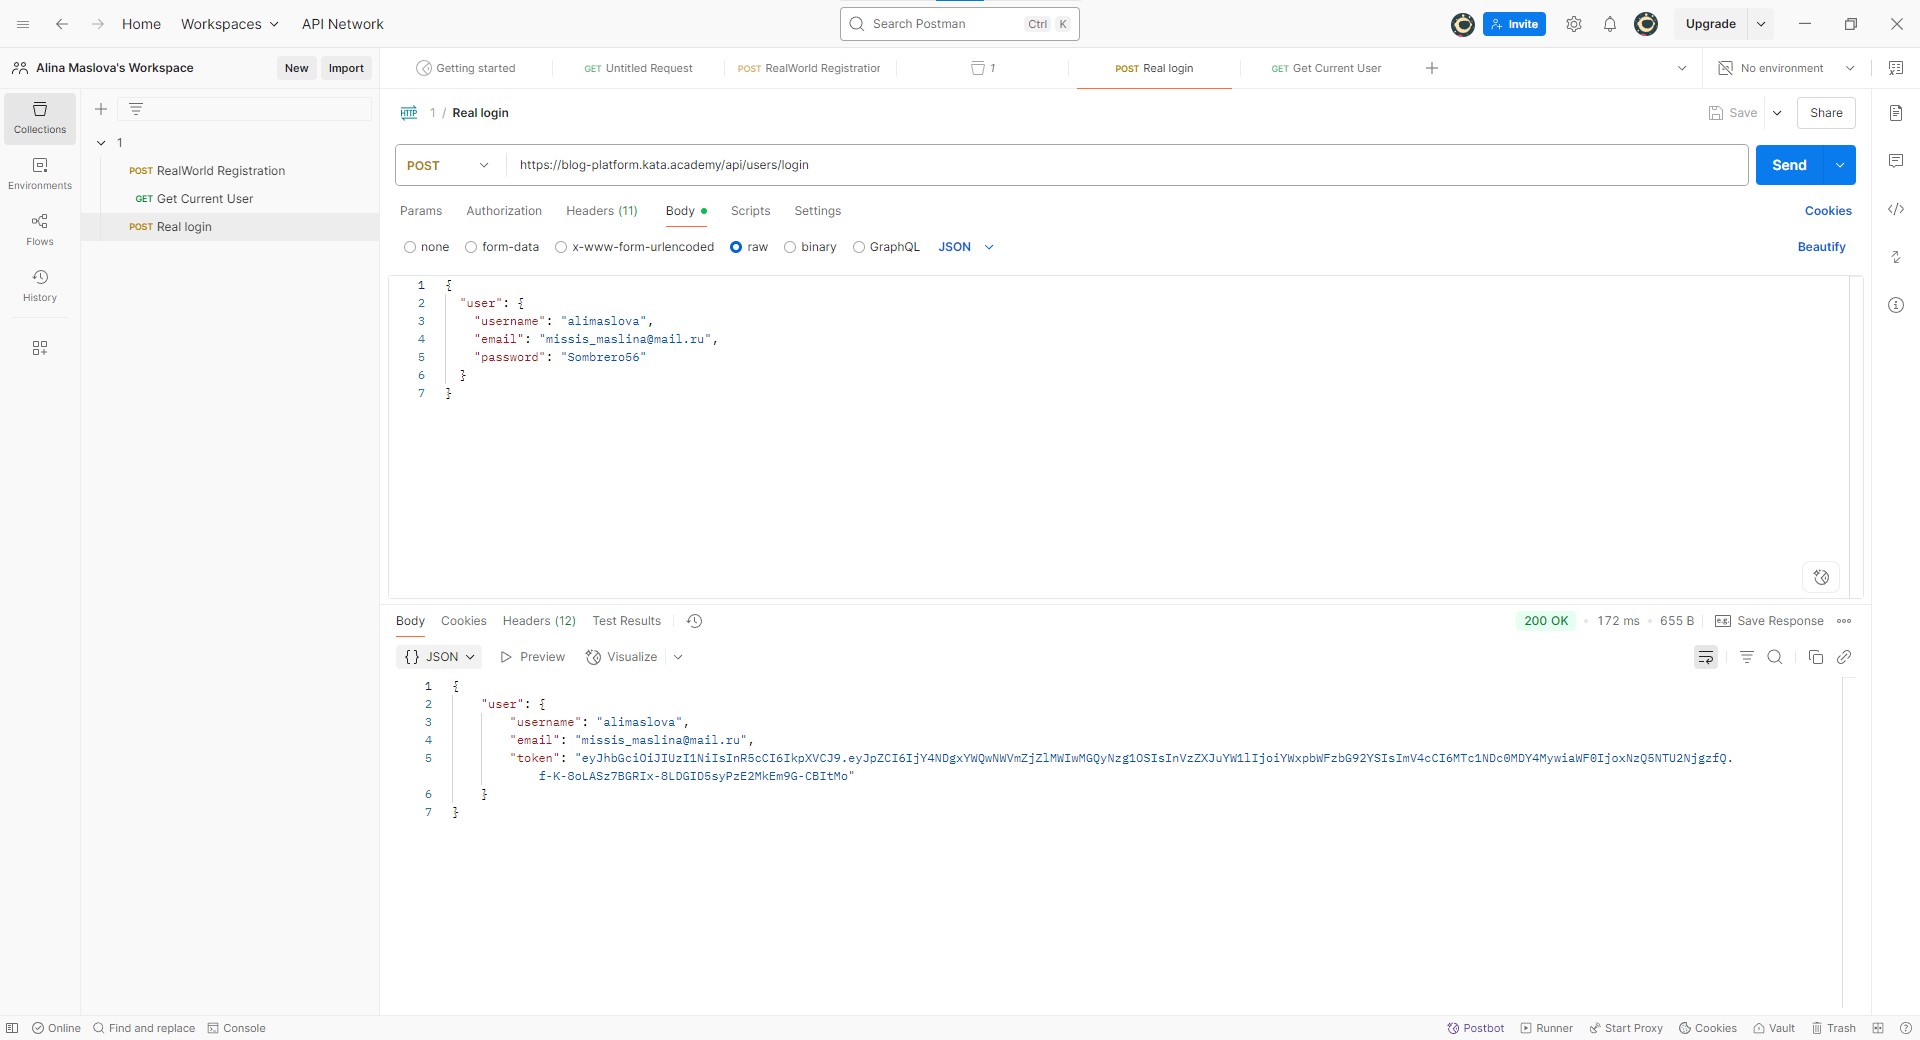 Home Workspaces API Network Search Postman Ctrl K Invite Upgrade
Alina Maslova's Workspace New Import Getting started GET Untitled Request POST RealWorld Registration 1 POST Real login GET Get Current User No environment
Collections
Environments
Flows
History
1
POST RealWorld Registration
GET Get Current User
POST Real login
HTTP 1 / Real login Save Share
POST https://blog-platform.kata.academy/api/users/login Send
Params Authorization Headers (11) Body Scripts Settings Cookies
none form-data x-www-form-urlencoded raw binary GraphQL JSON Beautify
1 {
2 "user": {
3 "username": "alimaslova",
4 "email": "missis_maslina@mail.ru",
5 "password": "Sombrero56"
6 }
7 }
Body Cookies Headers (12) Test Results 200 OK • 172 ms • 655 B e.g. Save Response
{} JSON Preview Visualize
1 {
2 "user": {
3 "username": "alimaslova",
4 "email": "missis_maslina@mail.ru",
5 "token": "eyJhbGciOiJIUzI1NiIsInR5cCI6IkpXVCJ9.eyJpZCI6IjY4NDgxYWQwNWVmZjZlMWIwMGQyNzg1OSIsInVzZXJuYW1lIjoiYWxpbWFzbG92YSIsImV4cCI6MTc1NDc0MDY4MywiaWF0IjoxNzQ5NTU2NjgzfQ.
f-K-8oLASz7BGRIx-8LDGID5syPzE2MkEm9G-CBItMo"
6 }
7 }
Online Find and replace Console Postbot Runner Start Proxy Cookies Vault Trash